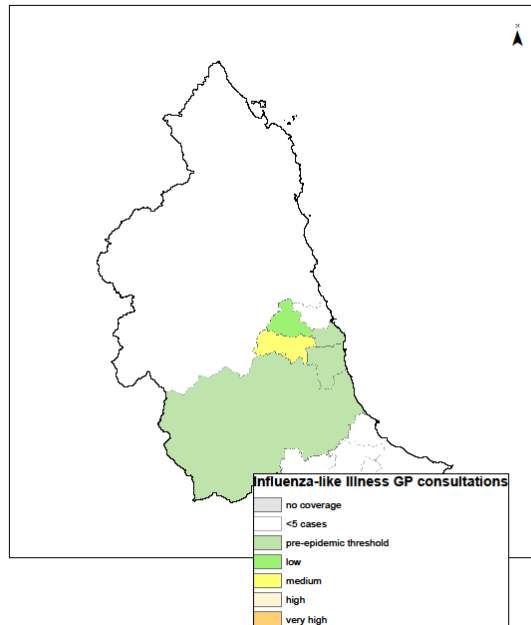 Influenza-like Illness GP consultations
no coverage
<5 cases
pre-epidemic threshold
low
medium
high
very high